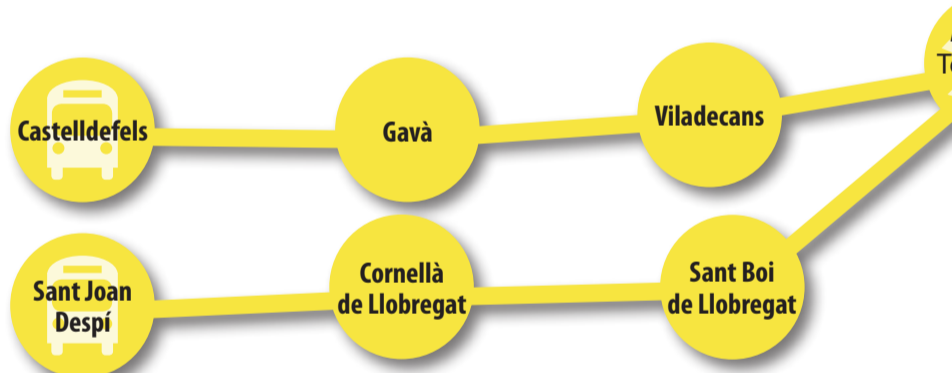 Castelldefels
Gavà
Viladecans
Sant Joan
Despí
Cornellà
de Llobregat
Sant Boi
de Llobregat